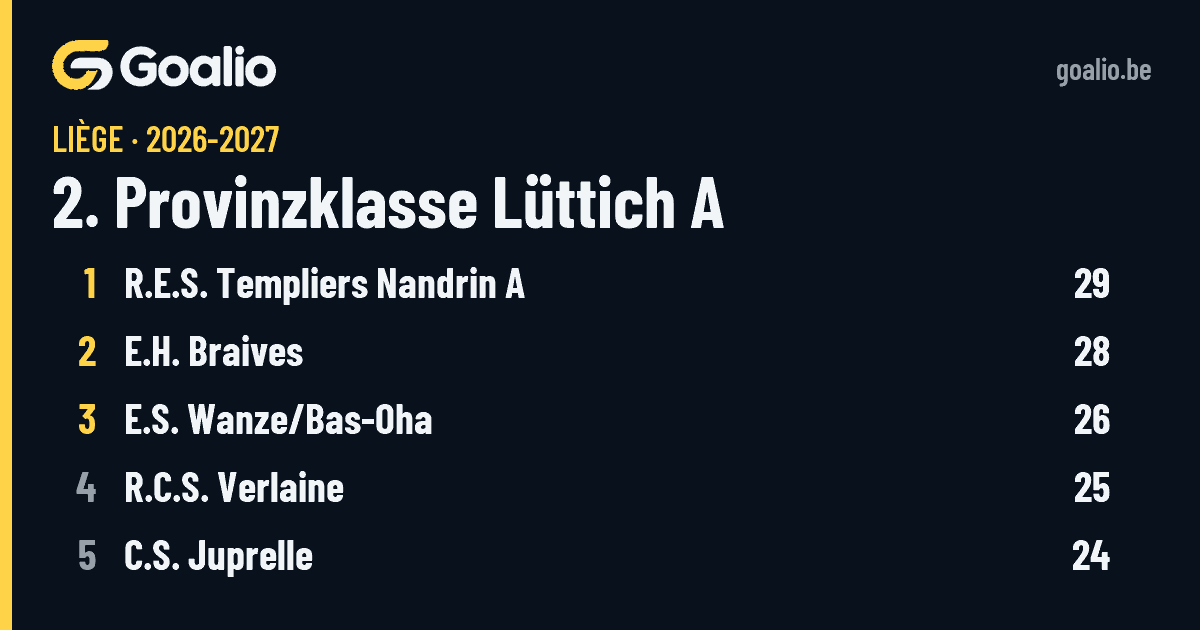 Goalio
goalio.be
LIÈGE · 2026-2027
2. Provinzklasse Lüttich A
1 R.E.S. Templiers Nandrin A 29
2 E.H. Braives 28
3 E.S. Wanze/Bas-Oha 26
4 R.C.S. Verlaine 25
5 C.S. Juprelle 24